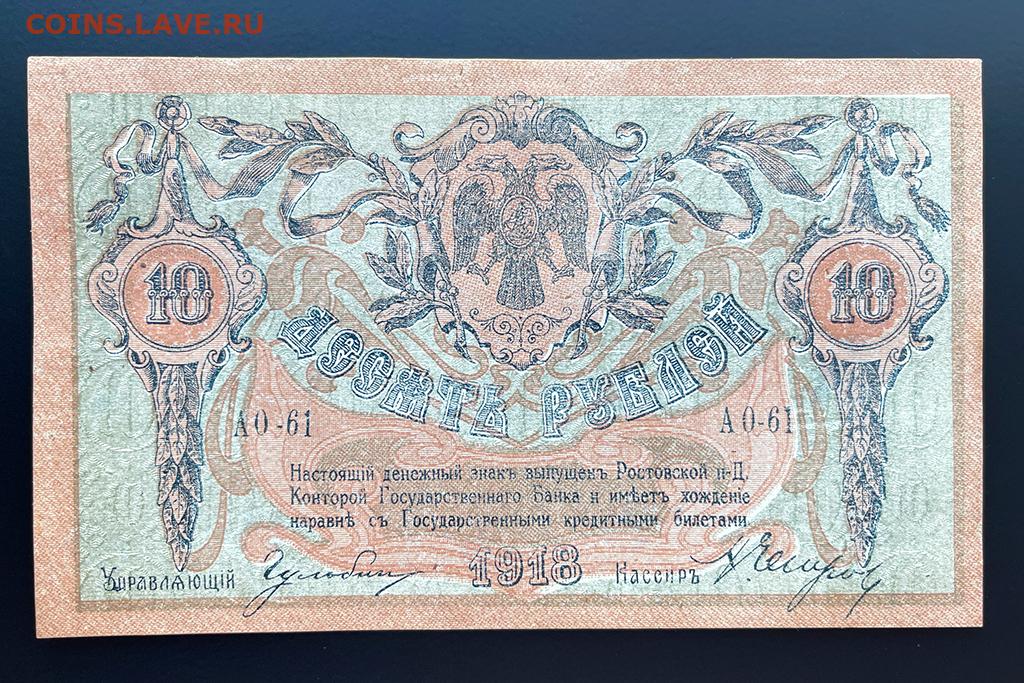 COINS.LAVE.RU
10
10
ДЕСЯТЬ РУБЛЕЙ
АО-61
АО-61
Настоящій денежный знакъ выпущенъ Ростовской н-Д.
Конторой Государственнаго Банка и имѣетъ хожденіе
наравнѣ съ Государственными кредитными билетами
Управляющій
1918
Кассиръ